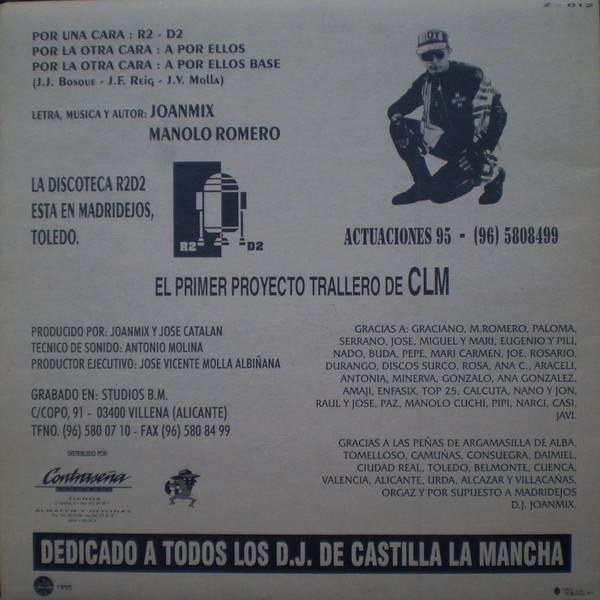 Z - 012
POR UNA CARA : R2 - D2
POR LA OTRA CARA : A POR ELLOS
POR LA OTRA CARA : A POR ELLOS BASE
(J.J. BOSQUE - J.F. REIG - J.V. MOLLA)
LETRA, MUSICA Y AUTOR: JOANMIX
MANOLO ROMERO
BOY
LA DISCOTECA R2D2
ESTA EN MADRIDEJOS,
TOLEDO.
R2 D2
ACTUACIONES 95 - (96) 5808499
EL PRIMER PROYECTO TRALLERO DE CLM
PRODUCIDO POR: JOANMIX Y JOSE CATALAN
TECNICO DE SONIDO: ANTONIO MOLINA
PRODUCTOR EJECUTIVO: JOSE VICENTE MOLLA ALBIÑANA
GRABADO EN: STUDIOS B.M.
C/COPO, 91 - 03400 VILLENA (ALICANTE)
TFNO. (96) 580 07 10 - FAX (96) 580 84 99
GRACIAS A: GRACIANO, M.ROMERO, PALOMA,
SERRANO, JOSE, MIGUEL Y MARI, EUGENIO Y PILI,
NADO, BUDA, PEPE, MARI CARMEN, JOE, ROSARIO,
DURANGO, DISCOS SURCO, ROSA, ANA C., ARACELI,
ANTONIA, MINERVA, GONZALO, ANA GONZALEZ,
AMAJI, ENFASIX, TOP 25, CALCUTA, NANO Y JON,
RAUL Y JOSE, PAZ, MANOLO CUCHI, PIPI, NARCI, CASI,
JAVI.
GRACIAS A LAS PEÑAS DE ARGAMASILLA DE ALBA,
TOMELLOSO, CAMUÑAS, CONSUEGRA, DAIMIEL,
CIUDAD REAL, TOLEDO, BELMONTE, CUENCA,
VALENCIA, ALICANTE, URDA, ALCAZAR Y VILLACAÑAS,
ORGAZ Y POR SUPUESTO A MADRIDEJOS
D.J. JOANMIX.
DISTRIBUIDO POR:
Contraseña
RECORDS
TIENDA
ALMACEN Y OFICINAS
DEDICADO A TODOS LOS D.J. DE CASTILLA LA MANCHA
1995